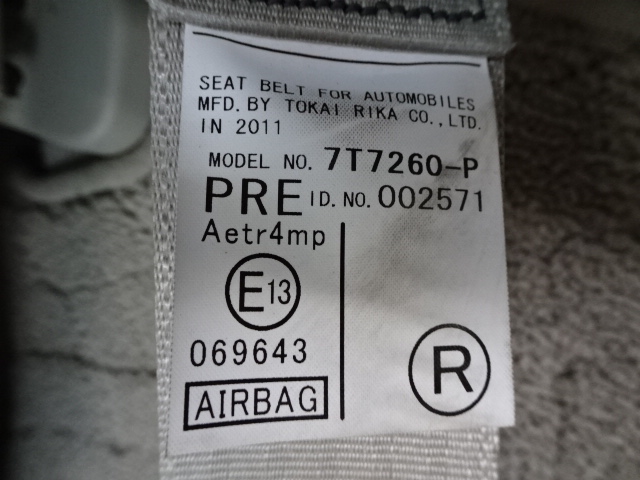 SEAT BELT FOR AUTOMOBILES
MFD. BY TOKAI RIKA CO., LTD.
IN 2011
MODEL NO. 7T7260-P
PRE ID. NO. 002571
Aetr4mp
E13
069643
R
AIRBAG